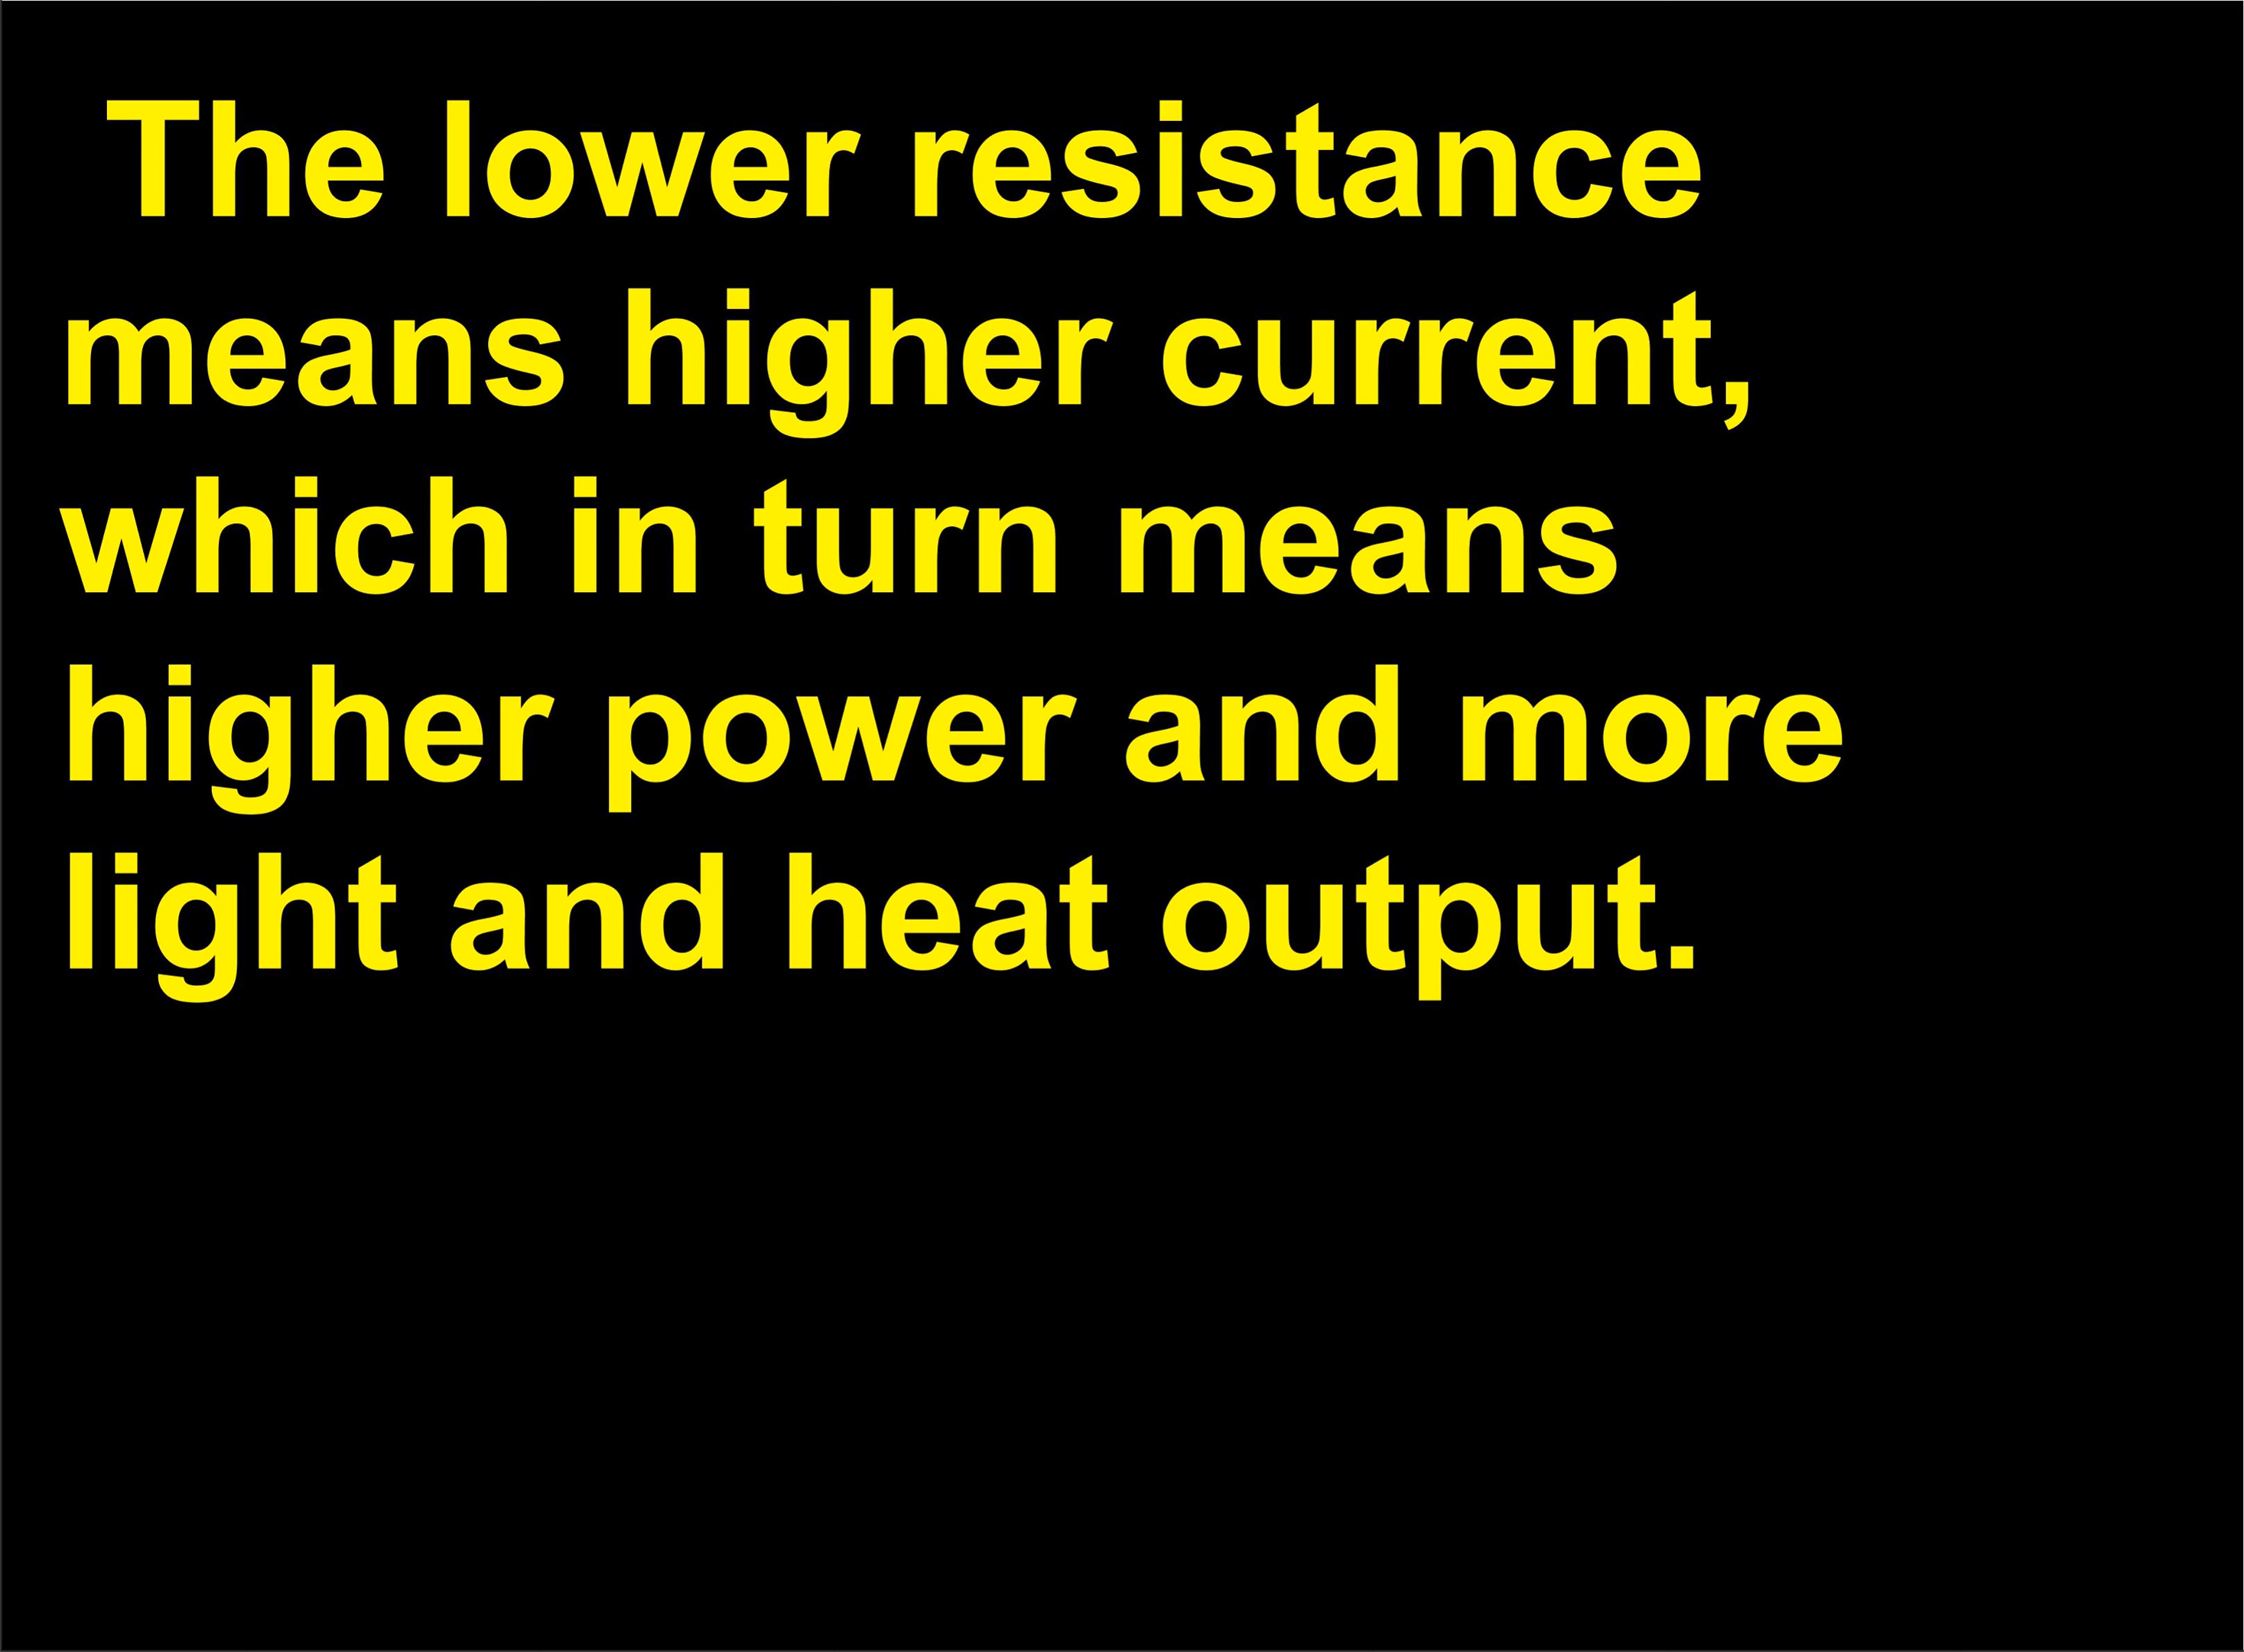 The lower resistance
means higher current,
which in turn means
higher power and more
light and heat output.